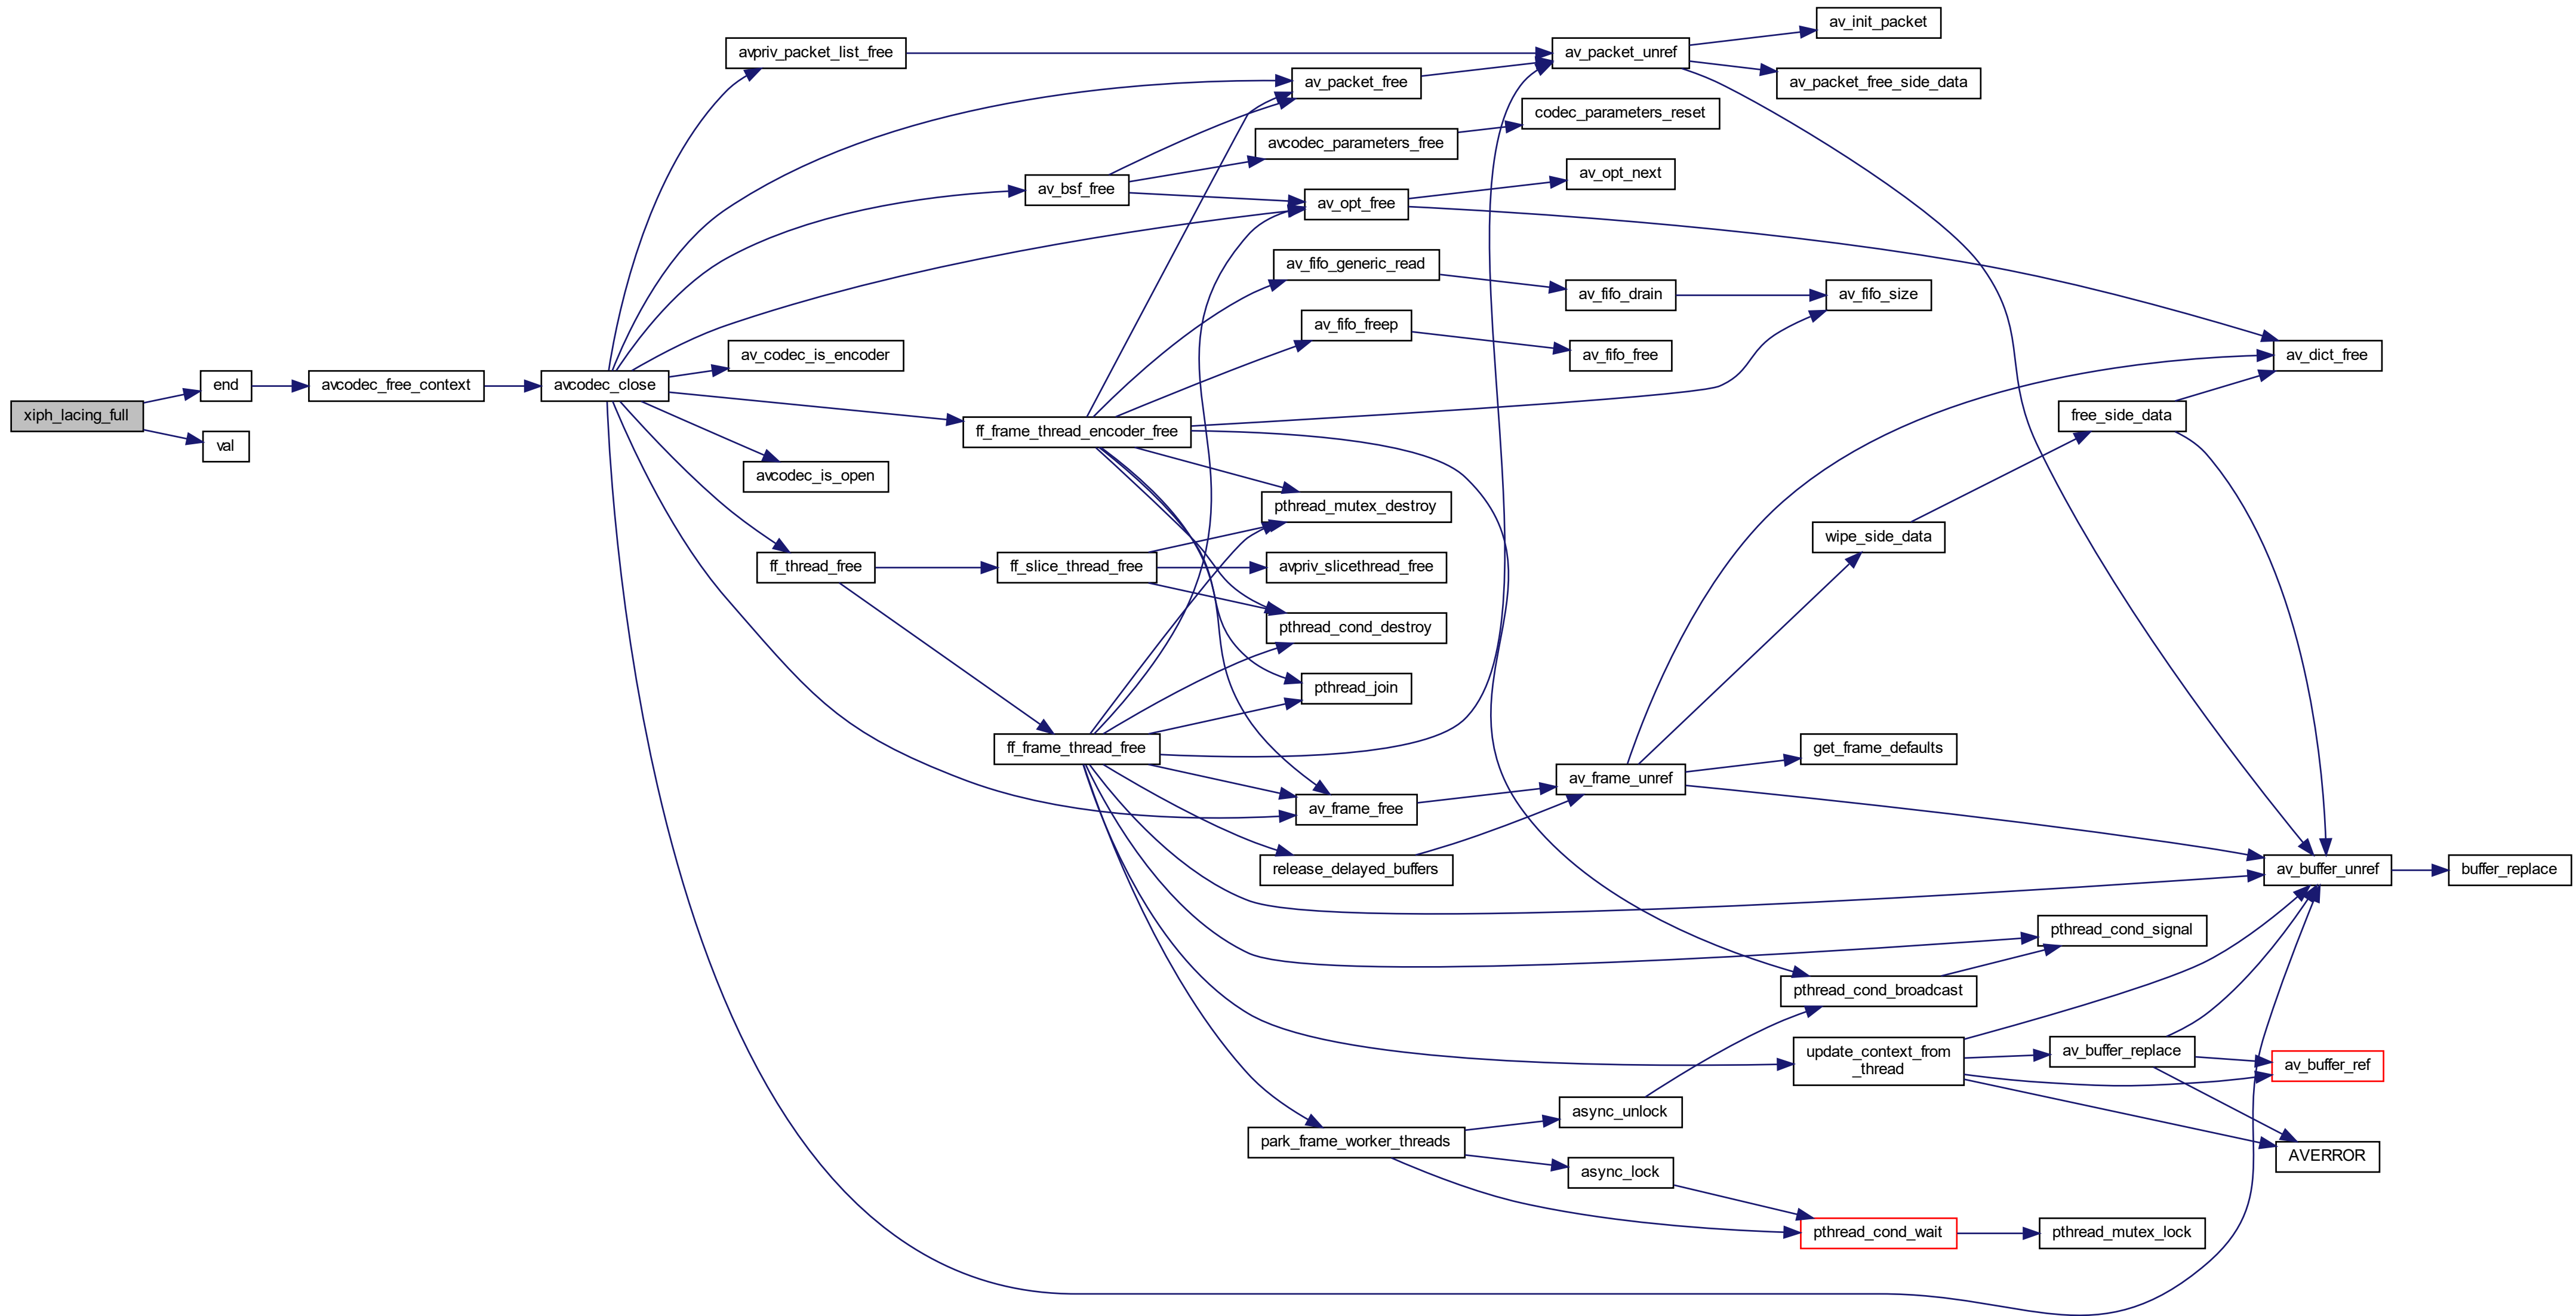 xiph_lacing_full
end
val
avcodec_free_context
avcodec_close
avpriv_packet_list_free
av_codec_is_encoder
avcodec_is_open
ff_thread_free
av_bsf_free
ff_frame_thread_encoder_free
ff_slice_thread_free
ff_frame_thread_free
av_packet_free
avcodec_parameters_free
av_opt_free
av_fifo_generic_read
av_fifo_freep
pthread_mutex_destroy
avpriv_slicethread_free
pthread_cond_destroy
pthread_join
av_frame_free
release_delayed_buffers
park_frame_worker_threads
av_packet_unref
codec_parameters_reset
av_opt_next
av_fifo_drain
av_fifo_free
av_frame_unref
async_unlock
async_lock
av_init_packet
av_packet_free_side_data
av_fifo_size
wipe_side_data
get_frame_defaults
pthread_cond_broadcast
update_context_from
_thread
pthread_cond_wait
free_side_data
pthread_cond_signal
av_buffer_replace
pthread_mutex_lock
av_dict_free
av_buffer_unref
av_buffer_ref
AVERROR
buffer_replace